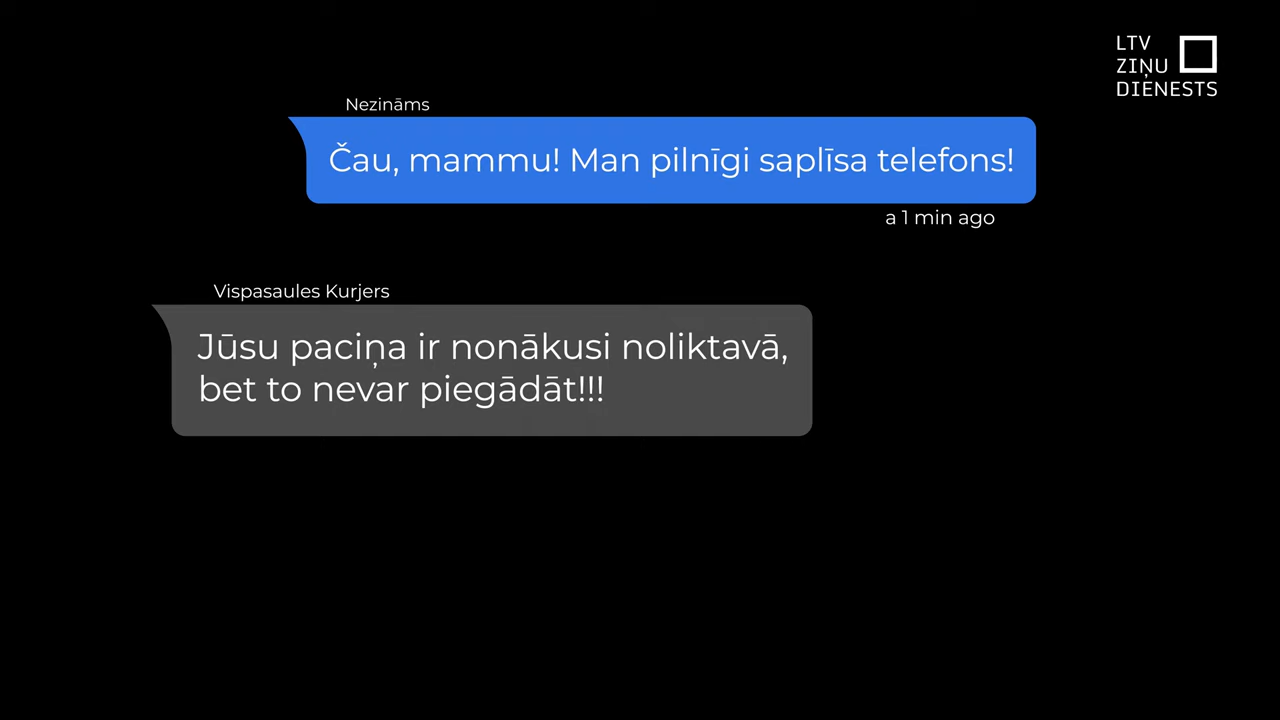 LTV
ZIŅU
DIENESTS
Nezināms
Čau, mammu! Man pilnīgi saplīsa telefons!
a 1 min ago
Vispasaules Kurjers
Jūsu paciņa ir nonākusi noliktavā,
bet to nevar piegādāt!!!